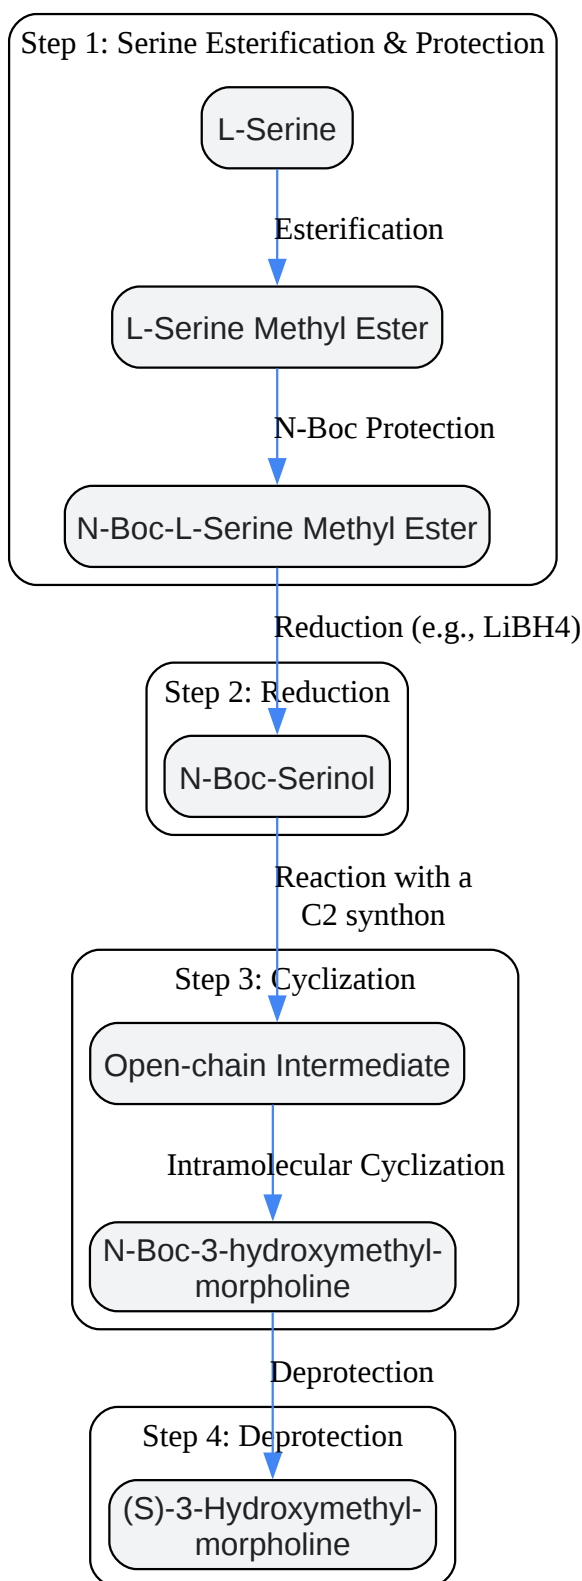 Step 1: Serine Esterification & Protection
L-Serine
Esterification
L-Serine Methyl Ester
N-Boc Protection
N-Boc-L-Serine Methyl Ester
Reduction (e.g., LiBH4)
Step 2: Reduction
N-Boc-Serinol
Reaction with a
C2 synthon
Step 3: Cyclization
Open-chain Intermediate
Intramolecular Cyclization
N-Boc-3-hydroxymethyl-
morpholine
Deprotection
Step 4: Deprotection
(S)-3-Hydroxymethyl-
morpholine